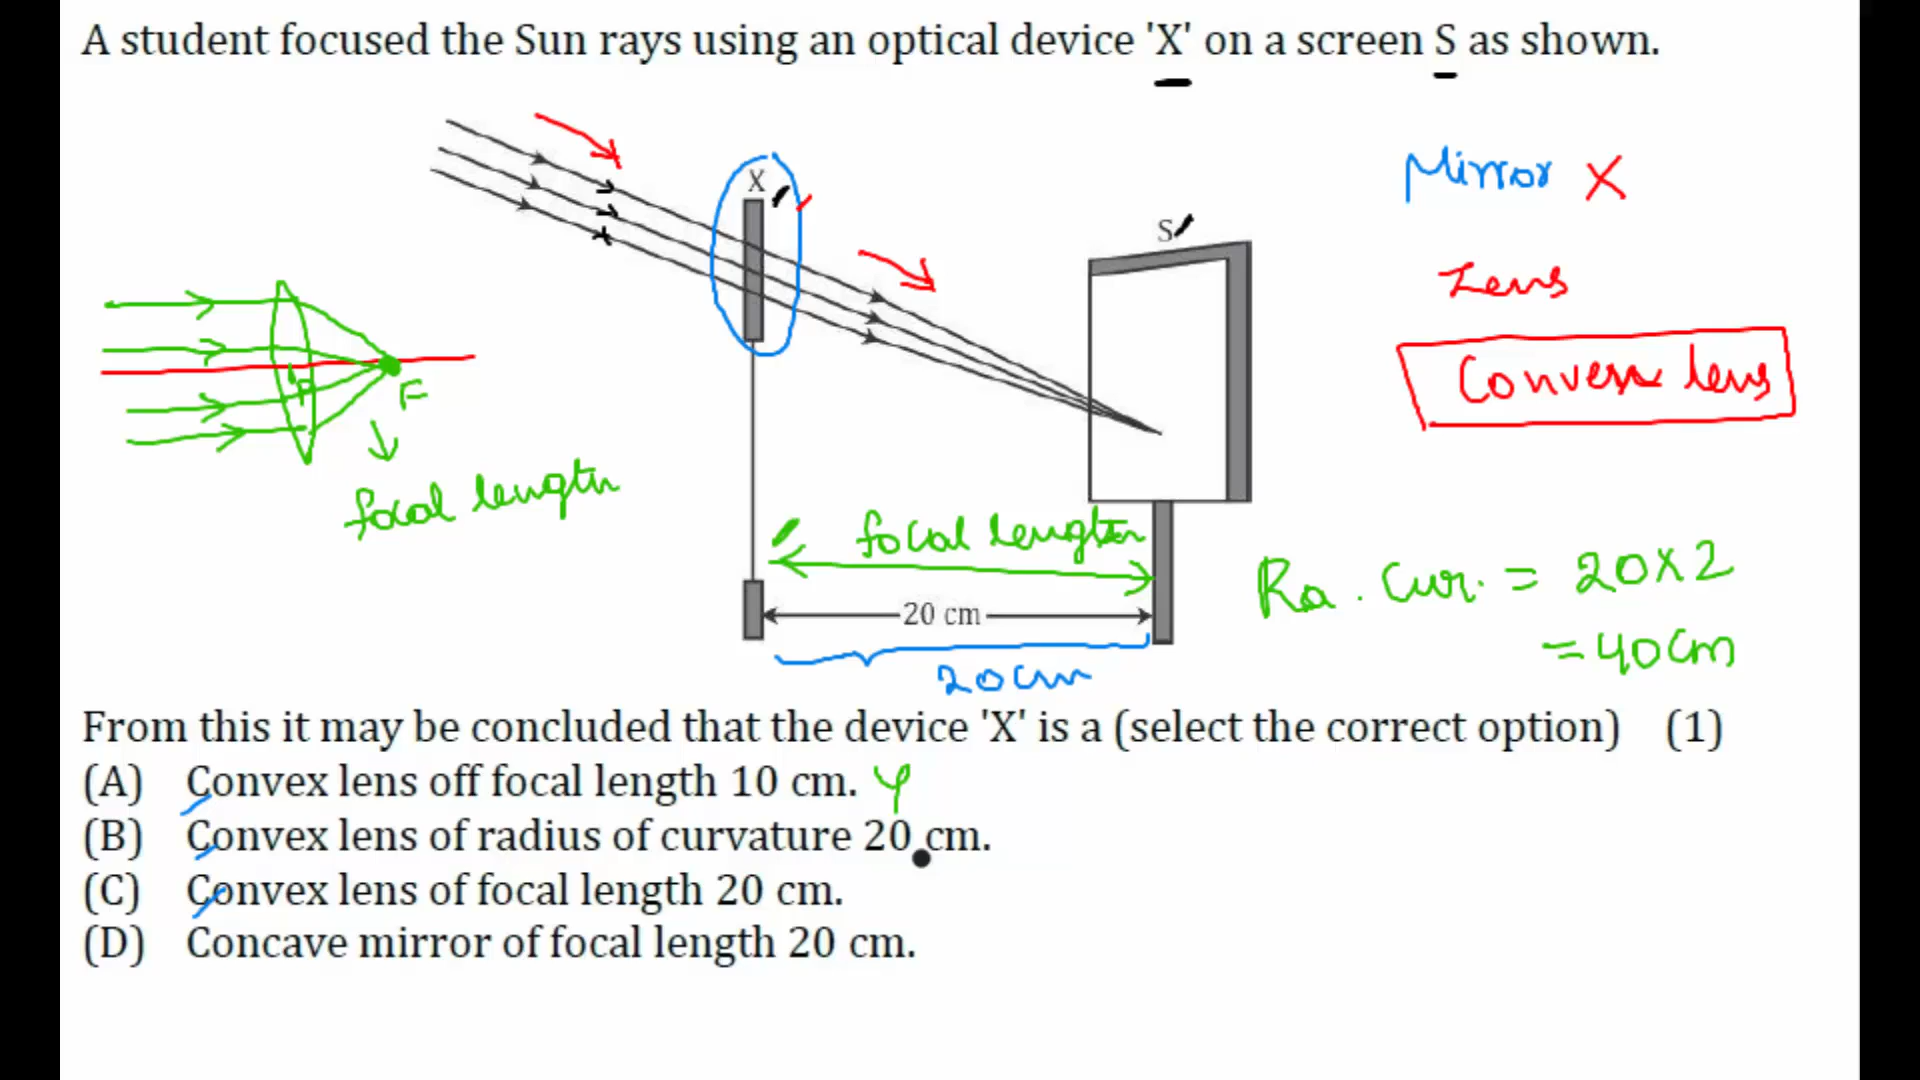 A student focused the Sun rays using an optical device 'X' on a screen S as shown.
X
S
Mirror X
Lens
Convex lens
P
F
focal length
focal length
20 cm
20cm
Ra. Cur. = 20x2
= 40cm
From this it may be concluded that the device 'X' is a (select the correct option) (1)
(A) Convex lens off focal length 10 cm.
(B) Convex lens of radius of curvature 20 cm.
(C) Convex lens of focal length 20 cm.
(D) Concave mirror of focal length 20 cm.